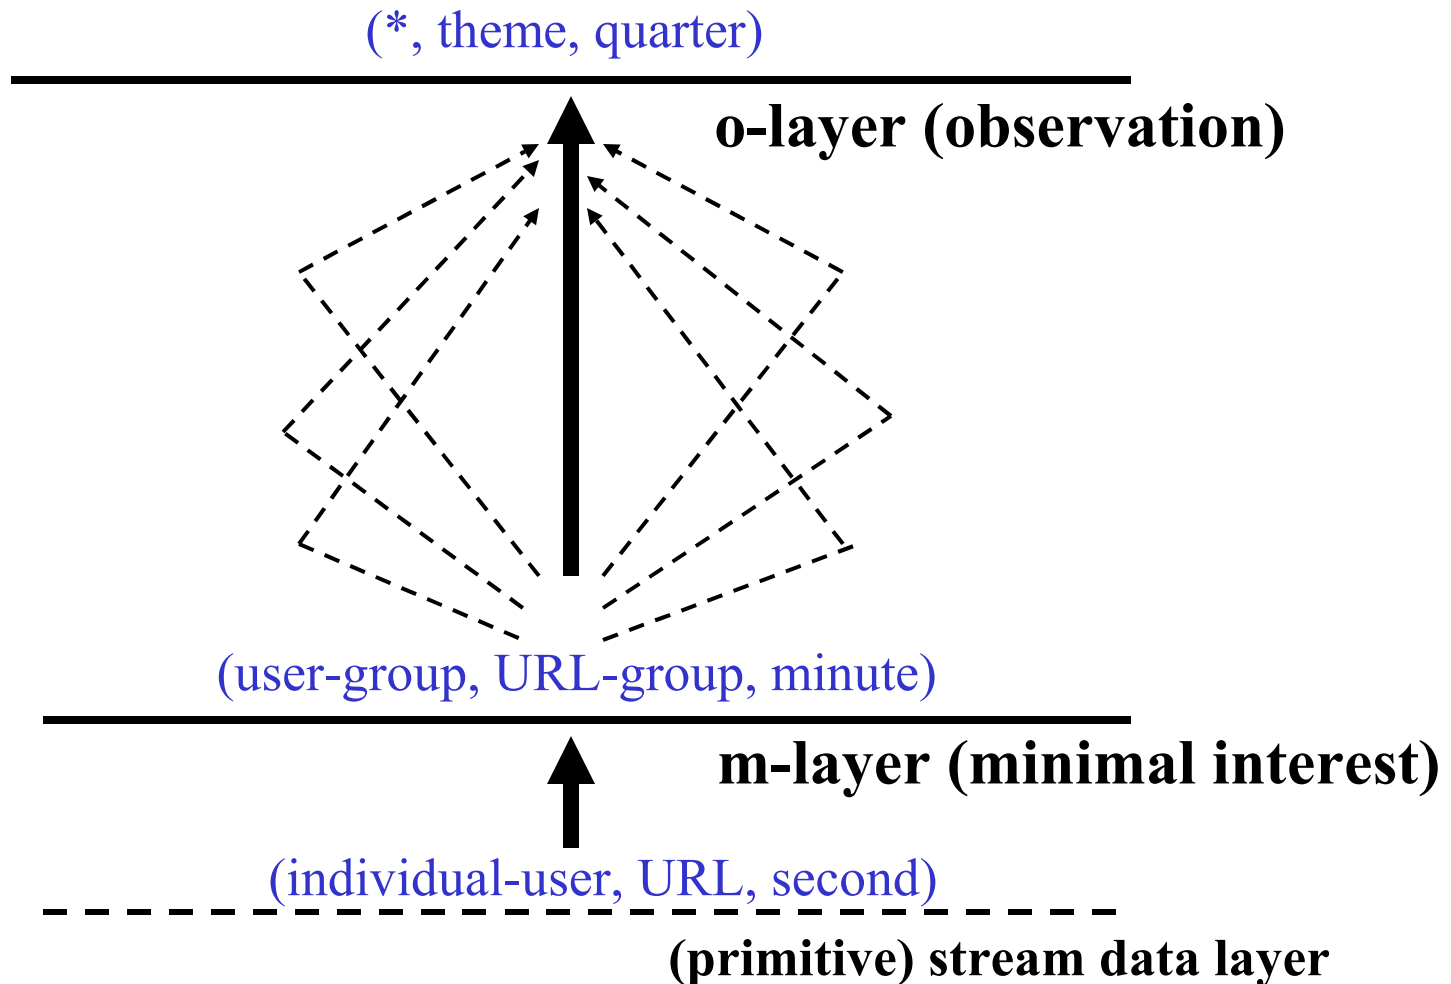 (*, theme, quarter)
o-layer (observation)
(user-group, URL-group, minute)
m-layer (minimal interest)
(individual-user, URL, second)
(primitive) stream data layer